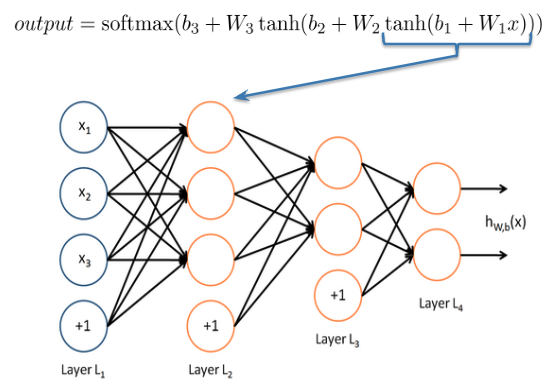 output = softmax(b₃ + W₃ tanh(b₂ + W₂ tanh(b₁ + W₁x)))
x₁
x₂
x₃
+1
+1
+1
h_W,b(x)
Layer L₁
Layer L₂
Layer L₃
Layer L₄